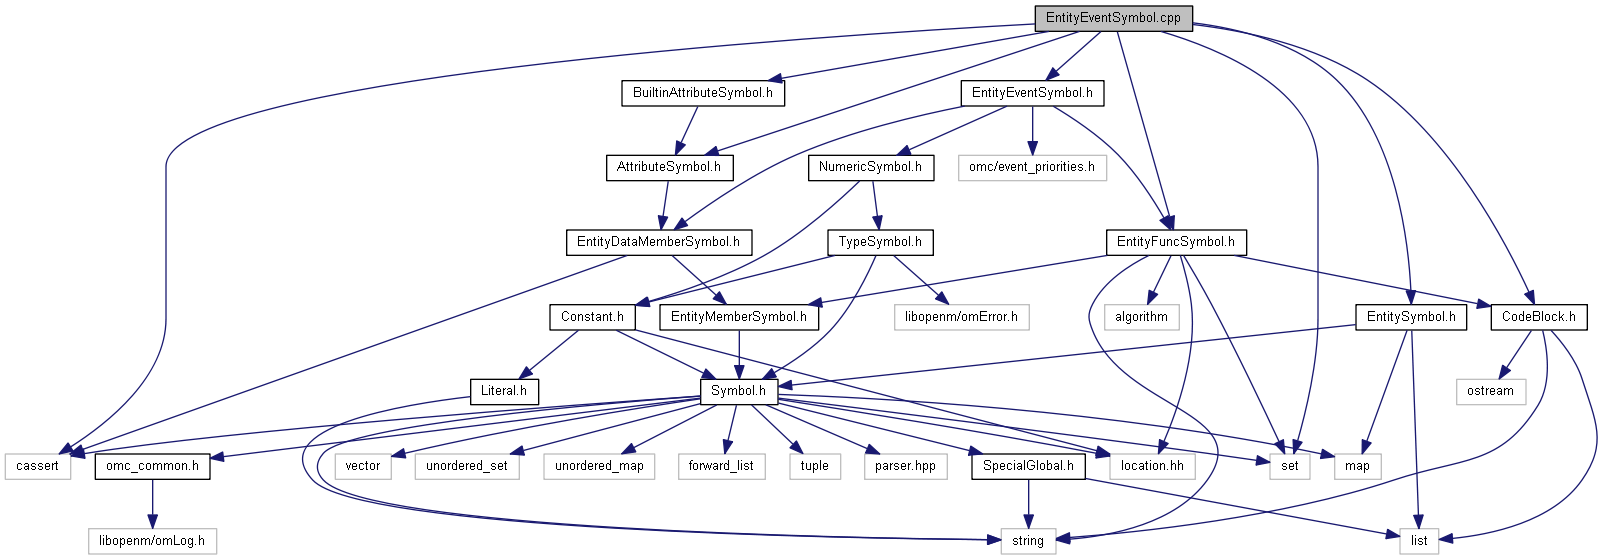 EntityEventSymbol.cpp
BuiltinAttributeSymbol.h
EntityEventSymbol.h
AttributeSymbol.h
NumericSymbol.h
omc/event_priorities.h
EntityDataMemberSymbol.h
TypeSymbol.h
EntityFuncSymbol.h
Constant.h
EntityMemberSymbol.h
libopenm/omError.h
algorithm
EntitySymbol.h
CodeBlock.h
Literal.h
Symbol.h
ostream
cassert
omc_common.h
vector
unordered_set
unordered_map
forward_list
tuple
parser.hpp
SpecialGlobal.h
location.hh
set
map
libopenm/omLog.h
string
list